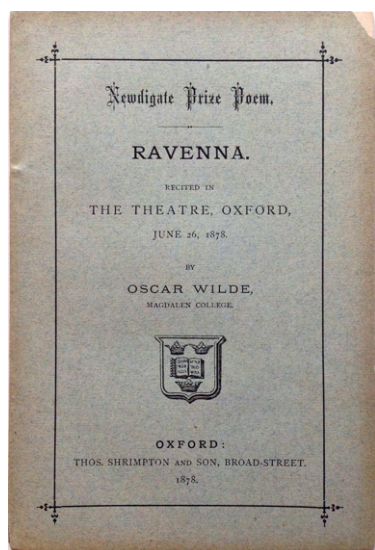 Newdigate Prize Poem.
RAVENNA.
RECITED IN
THE THEATRE, OXFORD,
JUNE 26, 1878.
BY
OSCAR WILDE,
MAGDALEN COLLEGE.
OXFORD:
THOS. SHRIMPTON AND SON, BROAD-STREET.
1878.